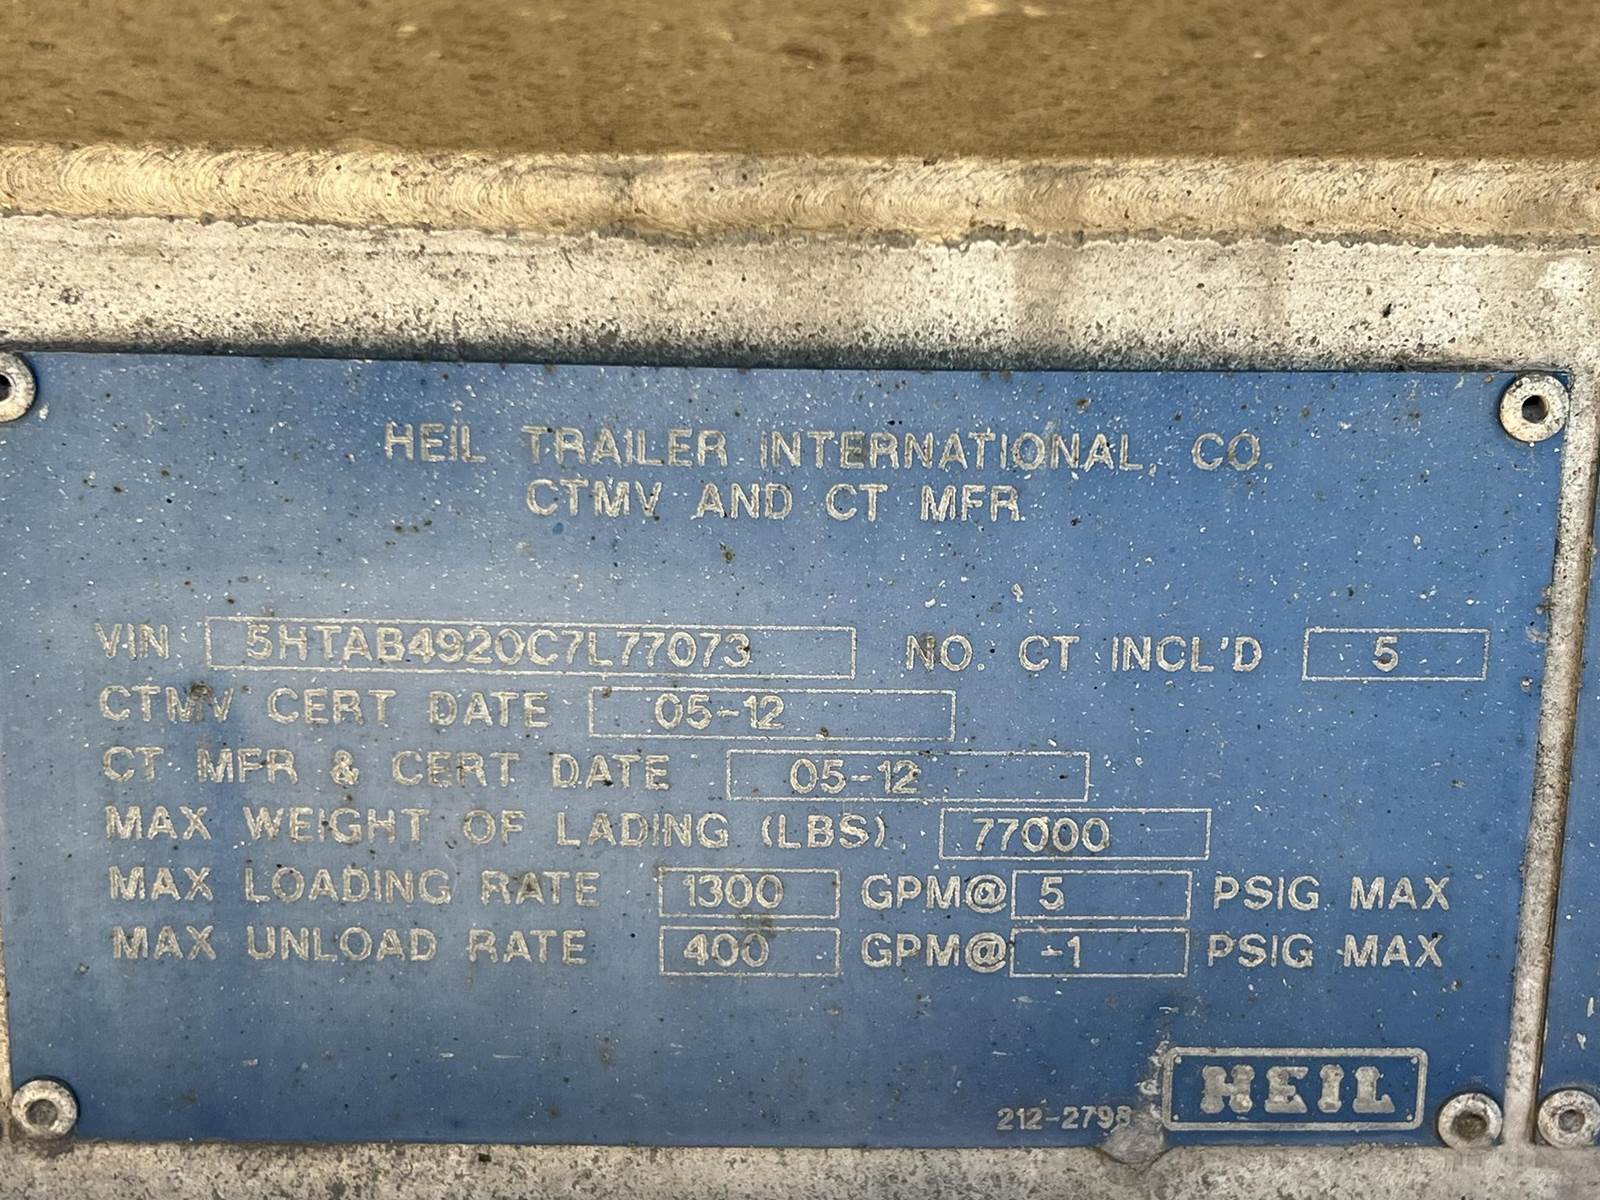 HEIL TRAILER INTERNATIONAL, CO.
CTMV AND CT MFR.
VIN 5HTAB4920C7L77073 NO. CT INCL'D 5
CTMV CERT DATE 05-12
CT MFR & CERT DATE 05-12
MAX WEIGHT OF LADING (LBS) 77000
MAX LOADING RATE 1300 GPM@ 5 PSIG MAX
MAX UNLOAD RATE 400 GPM@ -1 PSIG MAX
HEIL
212-2798